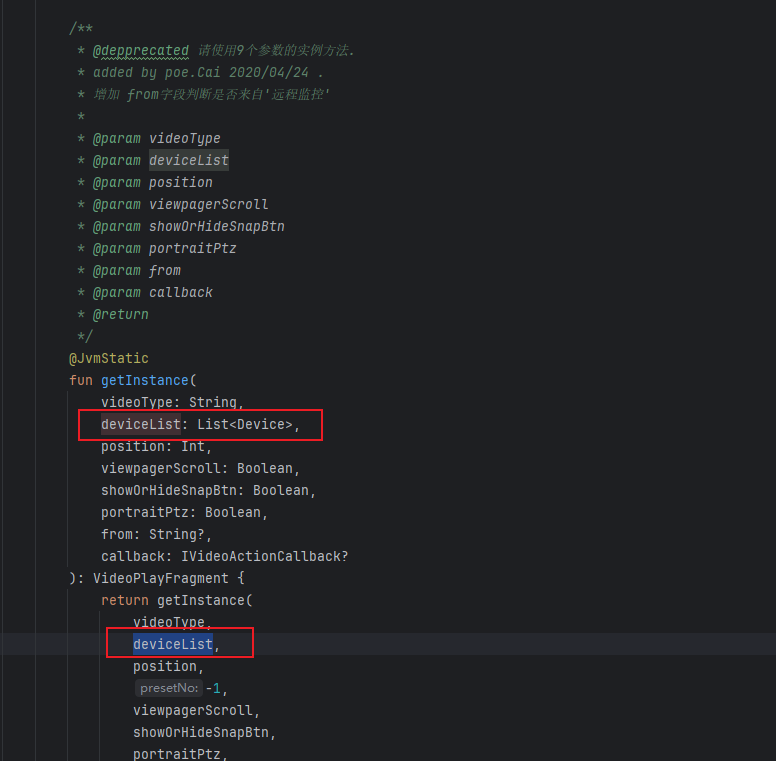 /**
* @depprecated 请使用9个参数的实例方法.
* added by poe.Cai 2020/04/24 .
* 增加 from字段判断是否来自'远程监控'
*
* @param videoType
* @param deviceList
* @param position
* @param viewpagerScroll
* @param showOrHideSnapBtn
* @param portraitPtz
* @param from
* @param callback
* @return
*/
@JvmStatic
fun getInstance(
videoType: String,
deviceList: List<Device>,
position: Int,
viewpagerScroll: Boolean,
showOrHideSnapBtn: Boolean,
portraitPtz: Boolean,
from: String?,
callback: IVideoActionCallback?
): VideoPlayFragment {
return getInstance(
videoType,
deviceList,
position,
presetNo: -1,
viewpagerScroll,
showOrHideSnapBtn,
portraitPtz,